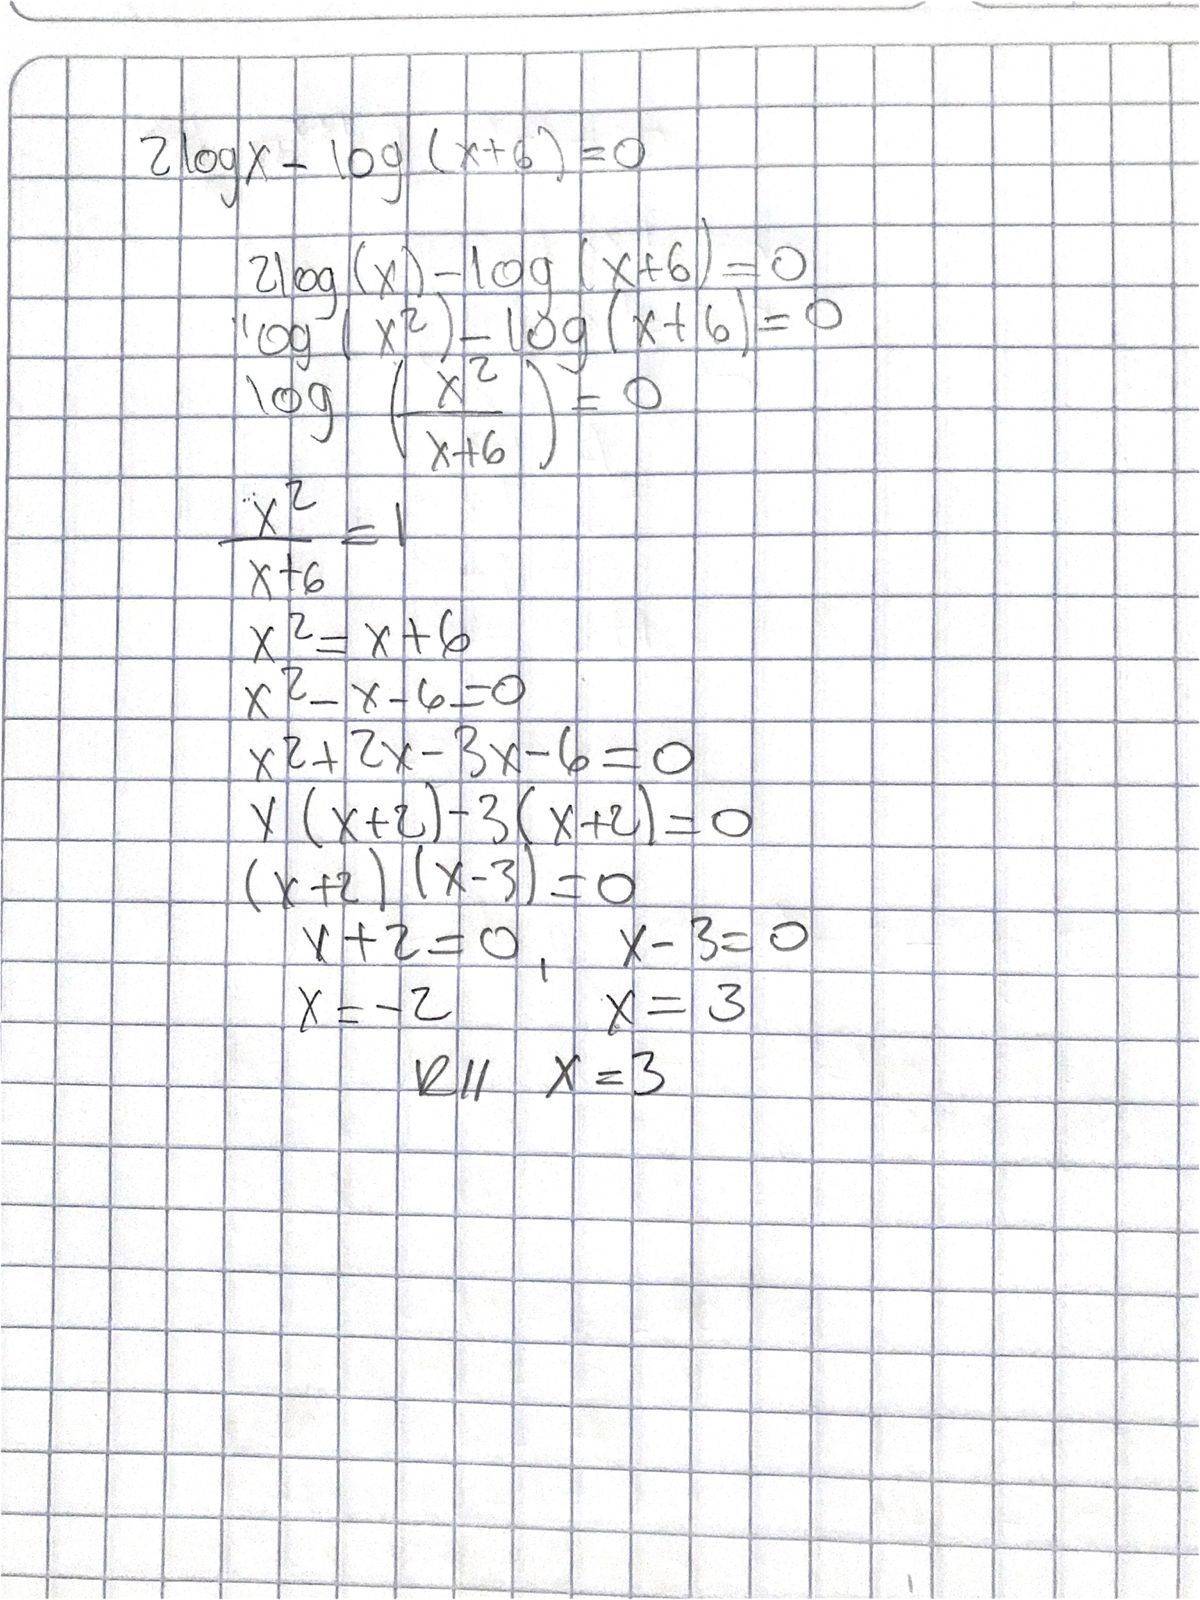 2logx - log (x+6) = 0
2log(x) - log (x+6) = 0
log (x²) - log (x+6) = 0
log (x²/x+6) = 0
x²/x+6 = 1
x² = x+6
x² - x - 6 = 0
x² + 2x - 3x - 6 = 0
x (x+2) - 3 (x+2) = 0
(x+2) (x-3) = 0
x+2 = 0, x-3 = 0
x = -2 x = 3
R// x = 3